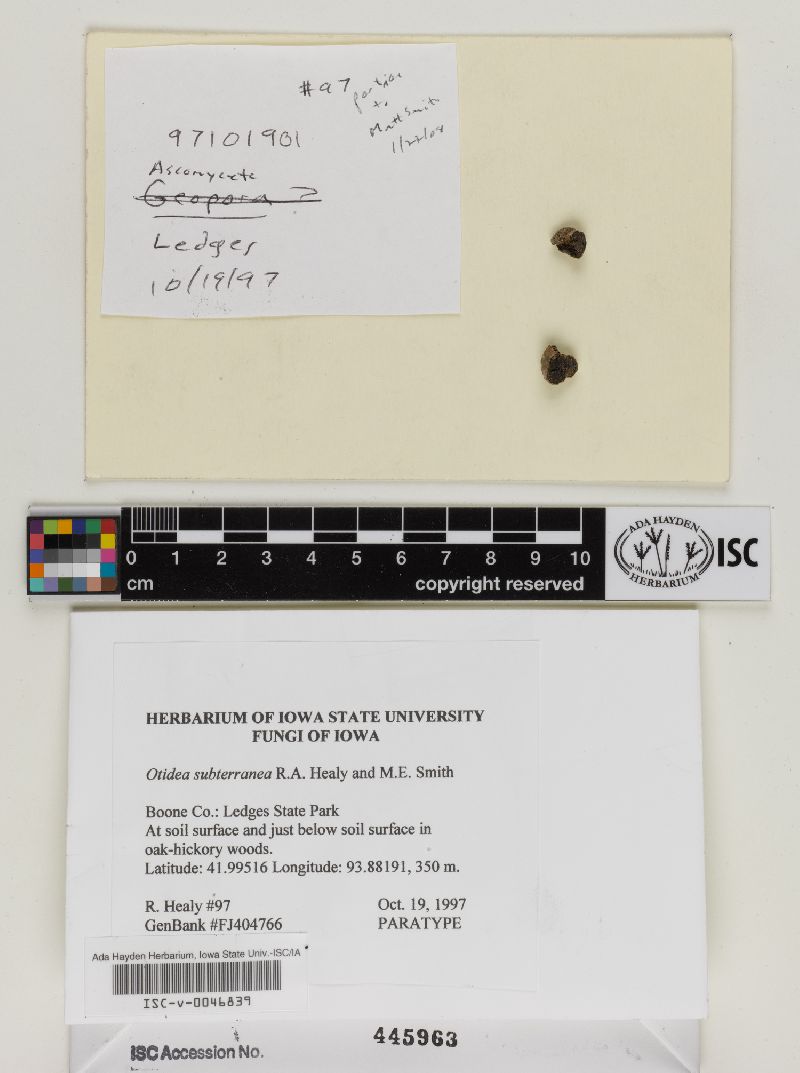 #97
portion
to
Matt Smith
1/22/04
97101901
Ascomycete
Geopora ?
Ledges
10/19/97
0 1 2 3 4 5 6 7 8 9 10
cm
copyright reserved
ADA HAYDEN
HERBARIUM
ISC
HERBARIUM OF IOWA STATE UNIVERSITY
FUNGI OF IOWA
Otidea subterranea R.A. Healy and M.E. Smith
Boone Co.: Ledges State Park
At soil surface and just below soil surface in
oak-hickory woods.
Latitude: 41.99516 Longitude: 93.88191, 350 m.
R. Healy #97
Oct. 19, 1997
GenBank #FJ404766
PARATYPE
Ada Hayden Herbarium, Iowa State Univ.-ISC/IA
ISC-v-0046839
ISC Accession No.
445963